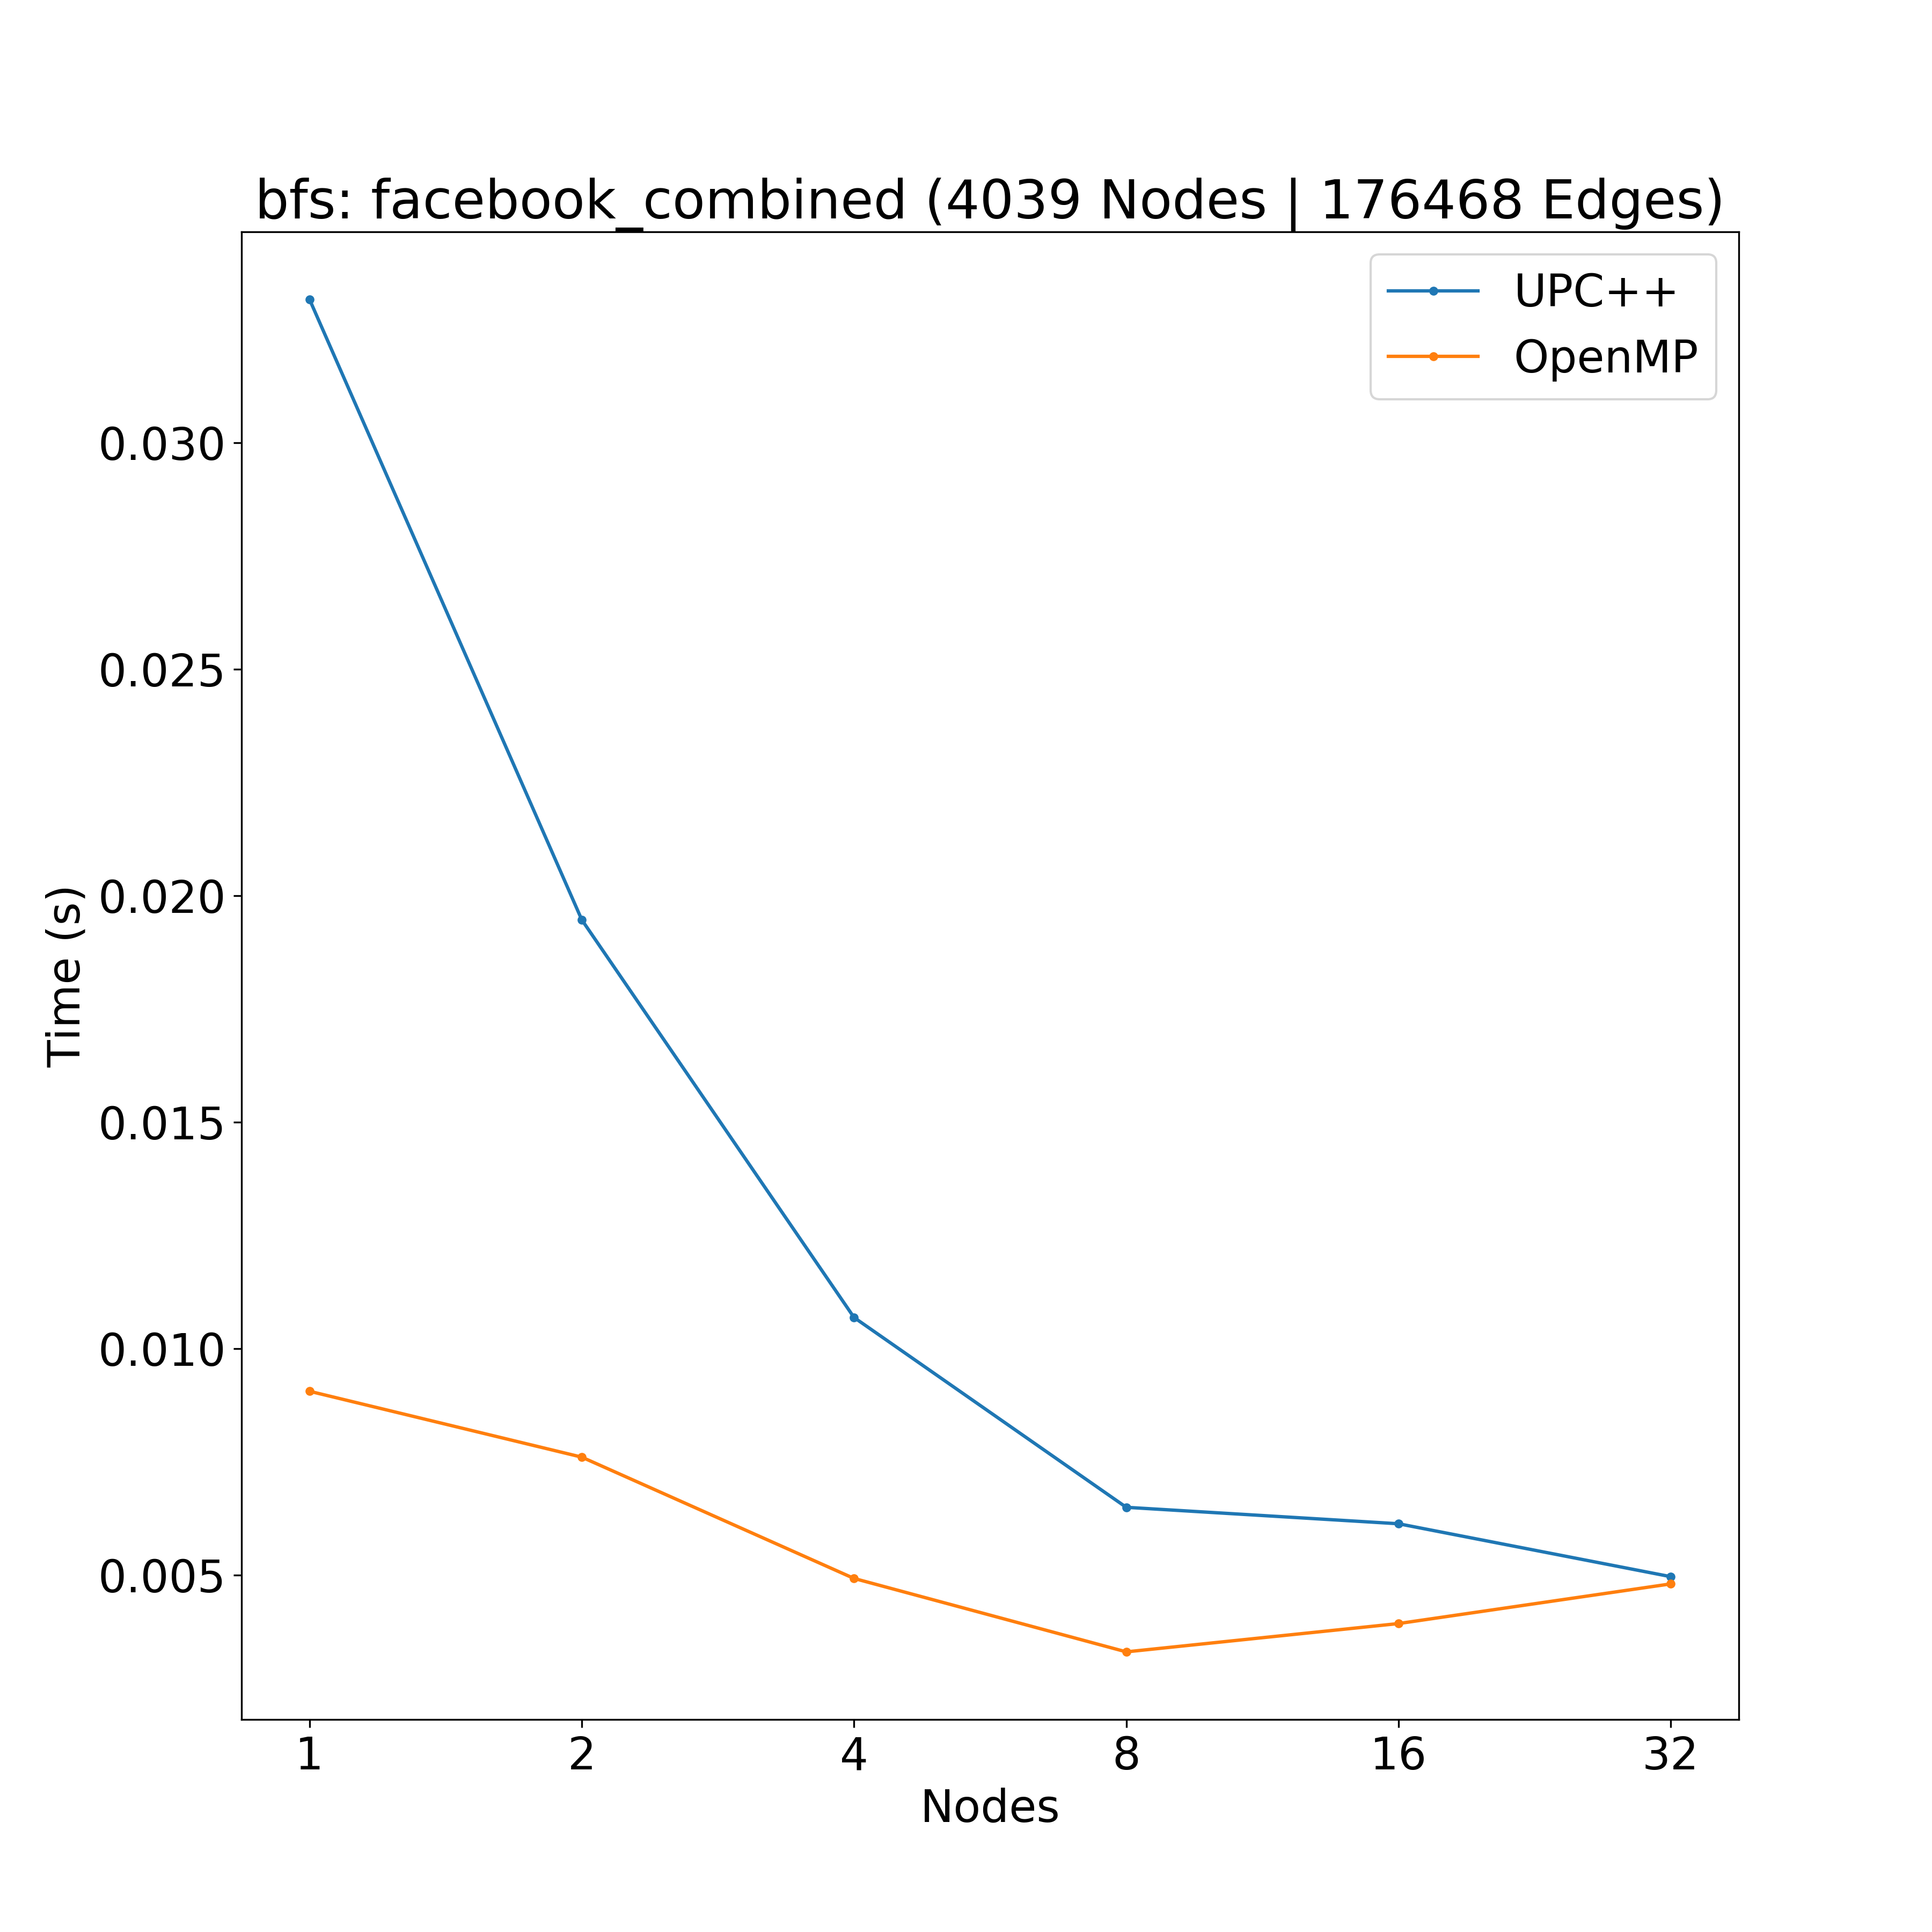 bfs: facebook_combined (4039 Nodes | 176468 Edges)
UPC++
OpenMP
0.030
0.025
0.020
0.015
0.010
0.005
Time (s)
1 2 4 8 16 32
Nodes